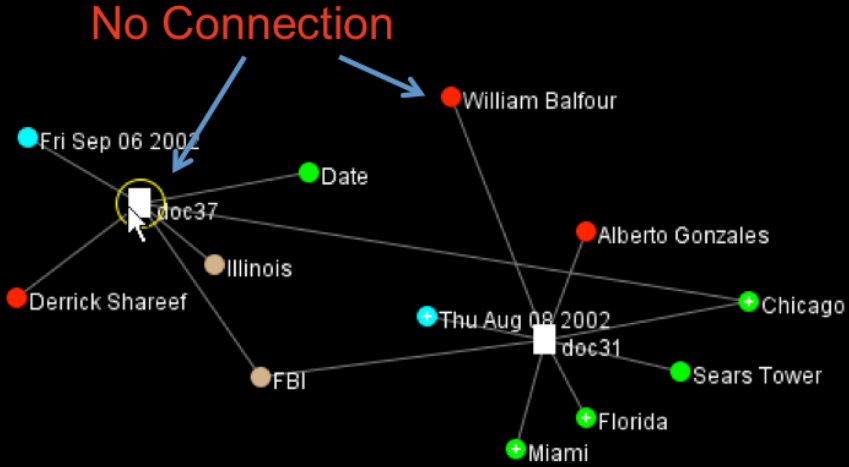 No Connection
William Balfour
Fri Sep 06 2002
Date
doc37
Alberto Gonzales
Illinois
Derrick Shareef
Chicago
Thu Aug 08 2002
doc31
FBI
Sears Tower
Florida
Miami